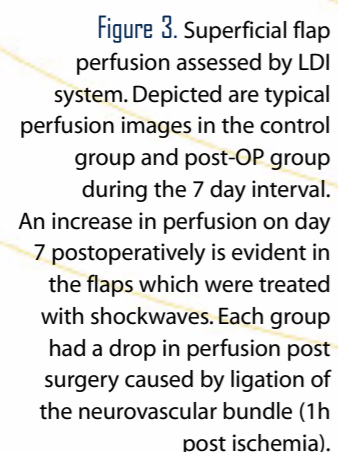 Figure 3. Superficial flap
perfusion assessed by LDI
system. Depicted are typical
perfusion images in the control
group and post-OP group
during the 7 day interval.
An increase in perfusion on day
7 postoperatively is evident in
the flaps which were treated
with shockwaves. Each group
had a drop in perfusion post
surgery caused by ligation of
the neurovascular bundle (1h
post ischemia).